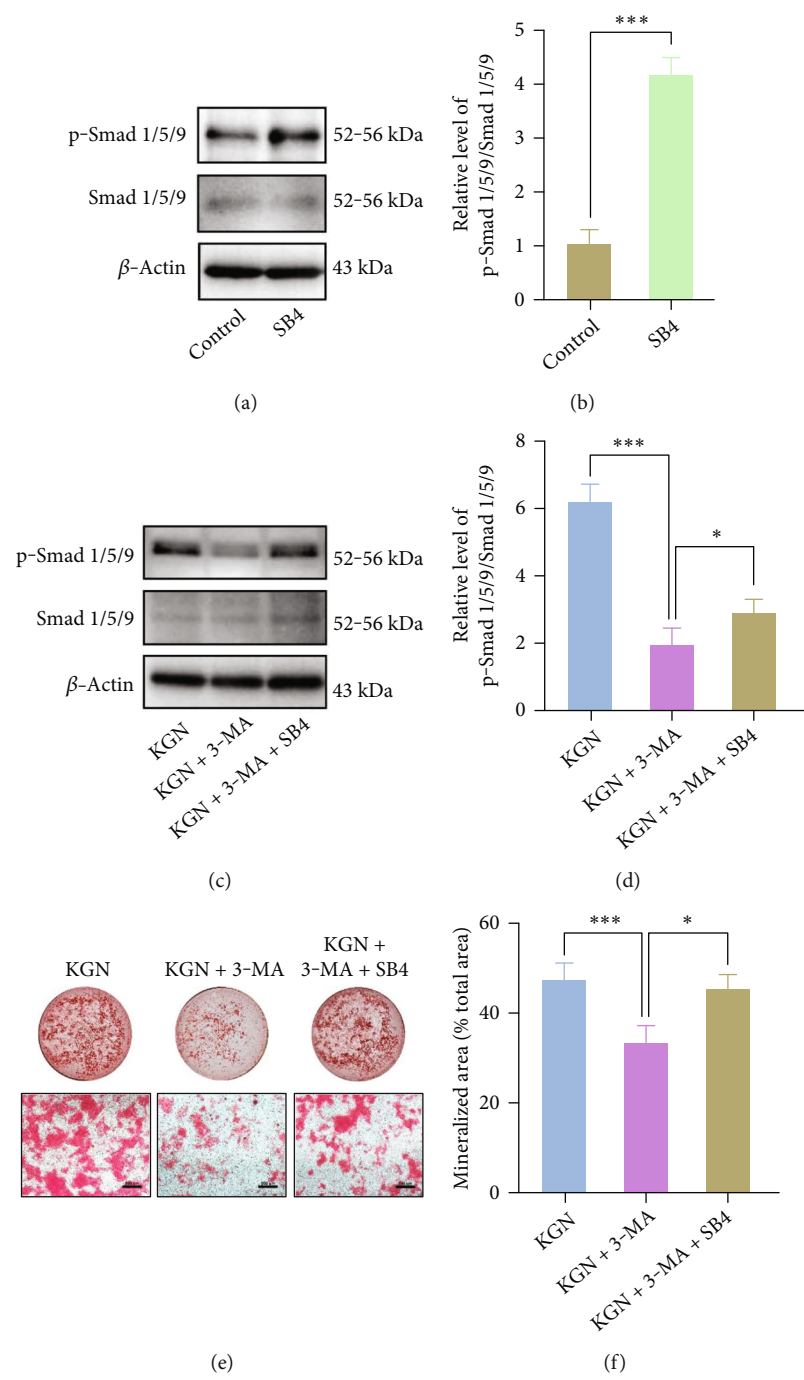 p-Smad 1/5/9
52-56 kDa
Smad 1/5/9
52-56 kDa
β-Actin
43 kDa
Control
SB4
(a)
Relative level of
p-Smad 1/5/9/Smad 1/5/9
5
4
3
2
1
0
***
Control
SB4
(b)
p-Smad 1/5/9
52-56 kDa
Smad 1/5/9
52-56 kDa
β-Actin
43 kDa
KGN
KGN + 3-MA
KGN + 3-MA + SB4
(c)
Relative level of
p-Smad 1/5/9/Smad 1/5/9
8
6
4
2
0
***
*
KGN
KGN + 3-MA
KGN + 3-MA + SB4
(d)
KGN
KGN + 3-MA
KGN +
3-MA + SB4
(e)
Mineralized area (% total area)
60
40
20
0
***
*
KGN
KGN + 3-MA
KGN + 3-MA + SB4
(f)